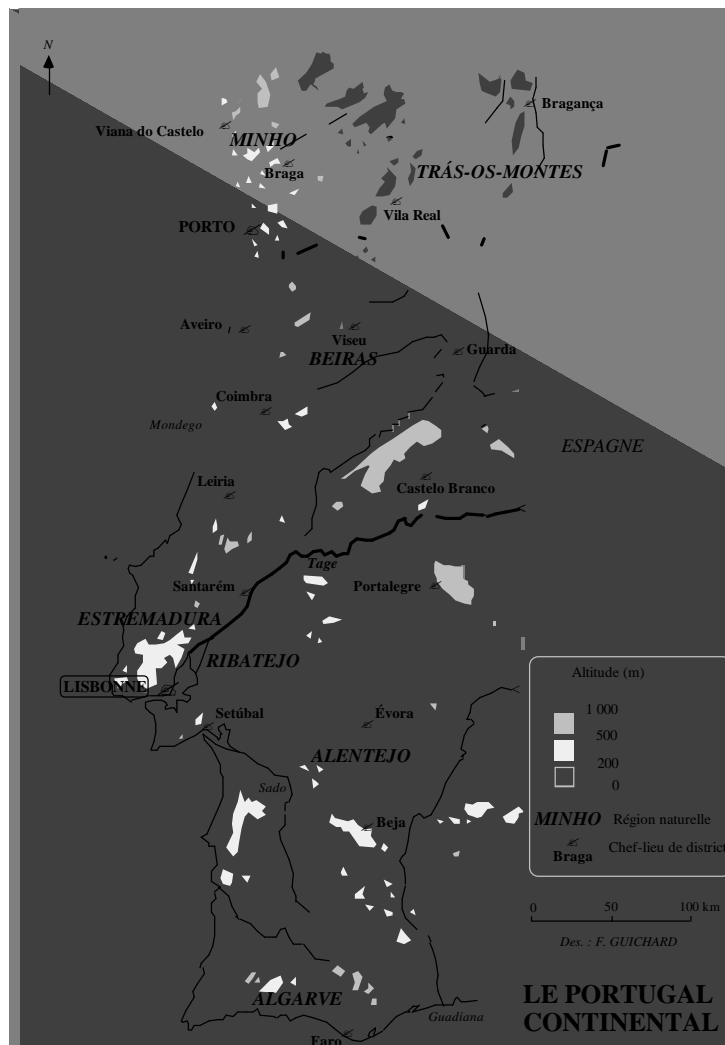 N
Bragança
Viana do Castelo
MINHO
Braga
TRÁS-OS-MONTES
Vila Real
PORTO
Aveiro
Viseu
BEIRAS
Guarda
Coimbra
Mondego
ESPAGNE
Leiria
Castelo Branco
Tage
Santarém
Portalegre
ESTREMADURA
RIBATEJO
LISBONNE
Setúbal
Évora
ALENTEJO
Sado
Beja
ALGARVE
Guadiana
Faro
Altitude (m)
1 000
500
200
0
MINHO Région naturelle
Braga Chef-lieu de district
0 50 100 km
Des. : F. GUICHARD
LE PORTUGAL
CONTINENTAL